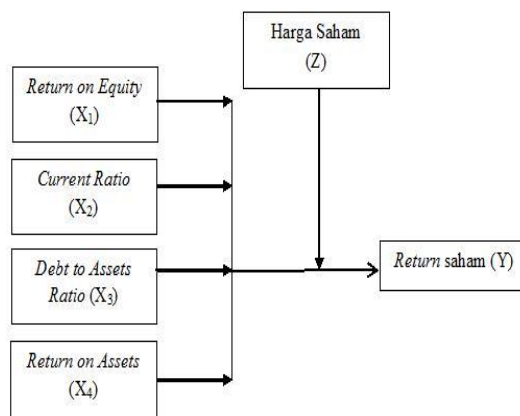 Harga Saham
(Z)
Return on Equity
(X₁)
Current Ratio
(X₂)
Debt to Assets
Ratio (X₃)
Return saham (Y)
Return on Assets
(X₄)